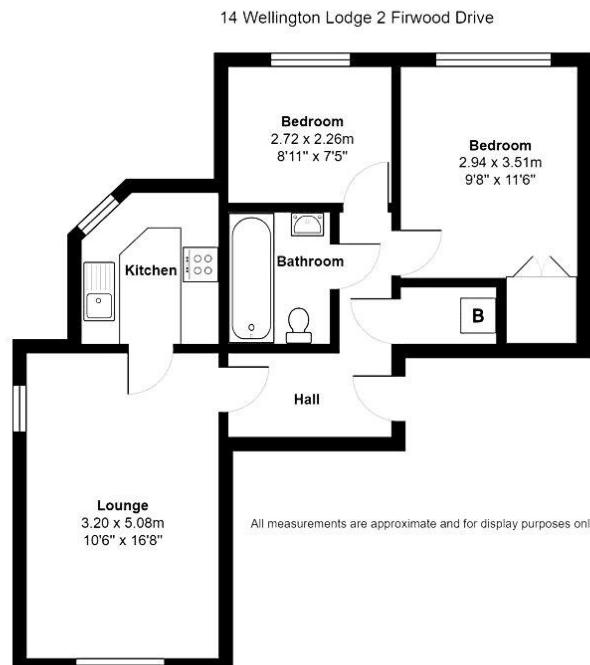 14 Wellington Lodge 2 Firwood Drive
Bedroom
2.72 x 2.26m
8'11" x 7'5"
Bedroom
2.94 x 3.51m
9'8" x 11'6"
Kitchen
Bathroom
B
Hall
Lounge
3.20 x 5.08m
10'6" x 16'8"
All measurements are approximate and for display purposes onl